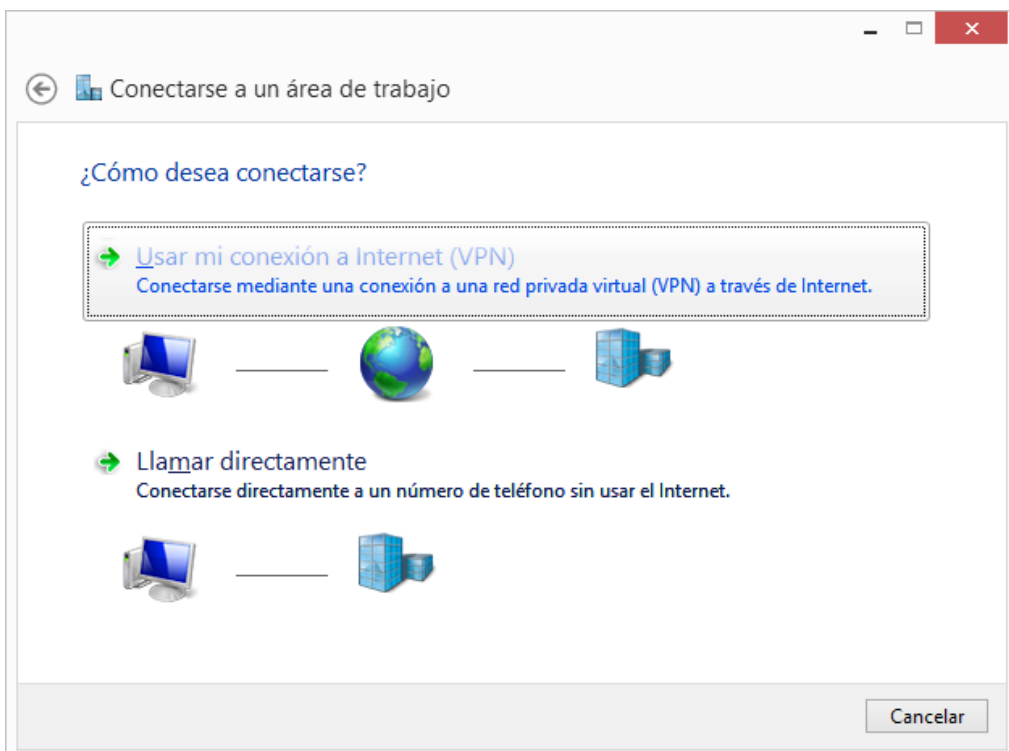 Conectarse a un área de trabajo
¿Cómo desea conectarse?
Usar mi conexión a Internet (VPN)
Conectarse mediante una conexión a una red privada virtual (VPN) a través de Internet.
Llamar directamente
Conectarse directamente a un número de teléfono sin usar el Internet.
Cancelar